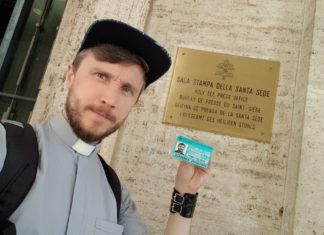 SALA STAMPA DELLA SANTA SEDE
HOLY SEE PRESS OFFICE
BUREAU DE PRESSE DU SAINT-SIÈGE
OFICINA DE PRENSA DE LA SANTA SEDE
PRESSEAMT DES HEILIGEN STUHLS